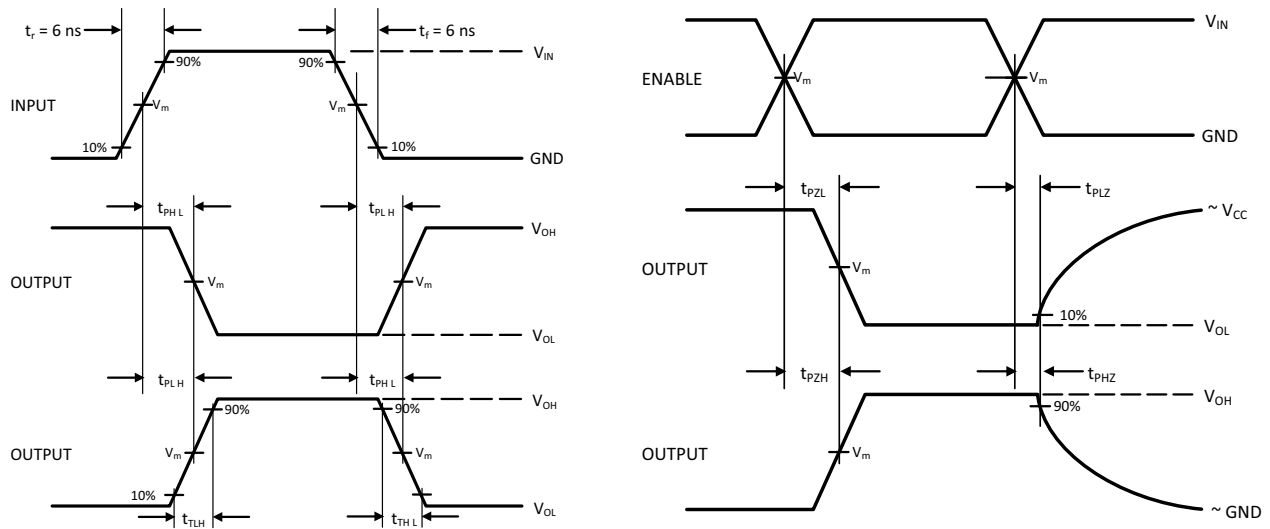 t_r = 6 ns
t_f = 6 ns
V_IN
90%
90%
INPUT
V_m
V_m
10%
10%
GND
t_PHL
t_PLH
V_OH
OUTPUT
V_m
V_m
V_OL
t_PLH
t_PHL
V_OH
90%
90%
OUTPUT
V_m
V_m
10%
V_OL
t_TLH
t_THL
V_IN
ENABLE
V_m
V_m
GND
t_PZL
t_PLZ
~ V_CC
OUTPUT
V_m
10%
V_OL
t_PZH
t_PHZ
V_OH
90%
OUTPUT
V_m
~ GND